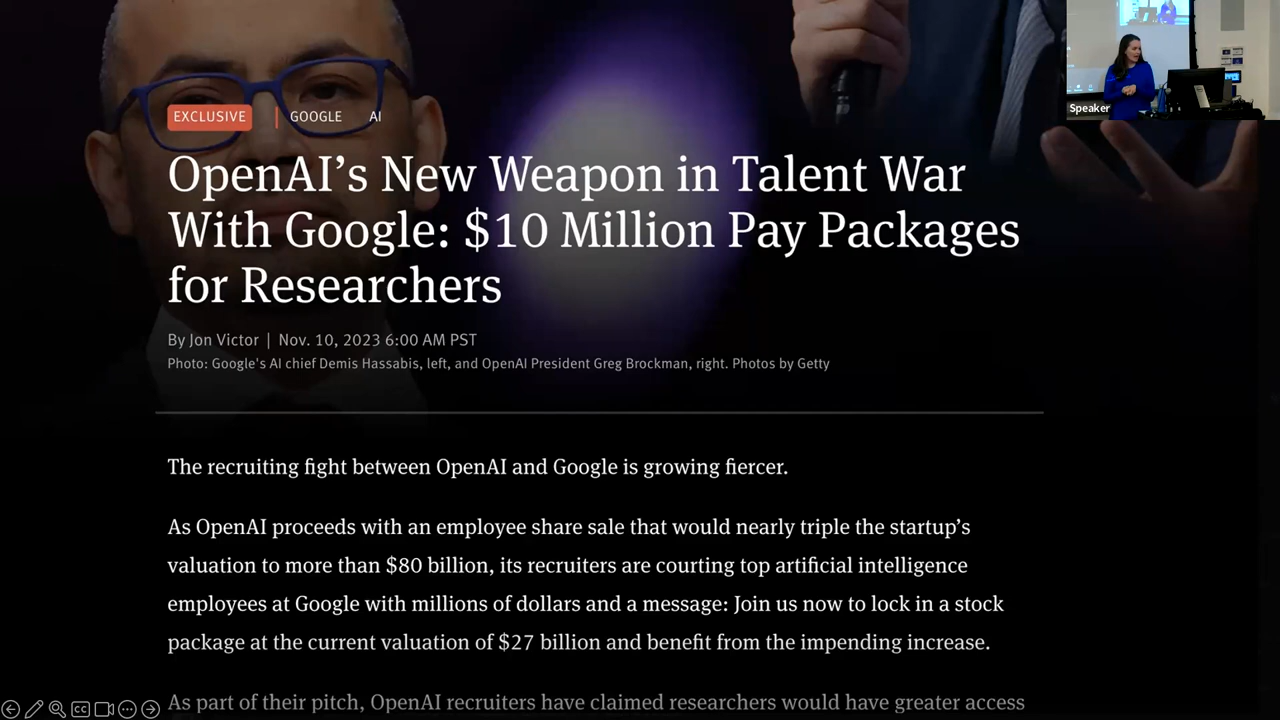 EXCLUSIVE GOOGLE AI
OpenAI’s New Weapon in Talent War
With Google: $10 Million Pay Packages
for Researchers
By Jon Victor | Nov. 10, 2023 6:00 AM PST
Photo: Google's AI chief Demis Hassabis, left, and OpenAI President Greg Brockman, right. Photos by Getty
The recruiting fight between OpenAI and Google is growing fiercer.
As OpenAI proceeds with an employee share sale that would nearly triple the startup’s
valuation to more than $80 billion, its recruiters are courting top artificial intelligence
employees at Google with millions of dollars and a message: Join us now to lock in a stock
package at the current valuation of $27 billion and benefit from the impending increase.
As part of their pitch, OpenAI recruiters have claimed researchers would have greater access
Speaker
CC